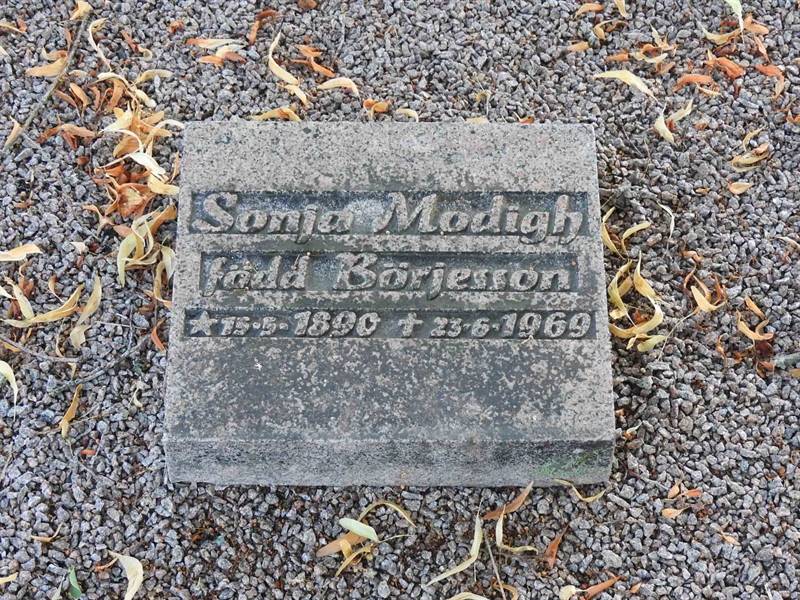 Sonja Modigh
född Börjesson
★15-5-1890 ✝ 23-6-1969